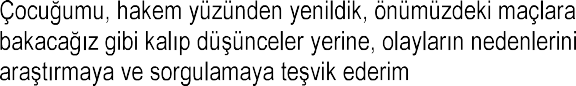 Çocuğumu, hakem yüzünden yenildik, önümüzdeki maçlara
bakacağız gibi kalıp düşünceler yerine, olayların nedenlerini
araştırmaya ve sorgulamaya teşvik ederim